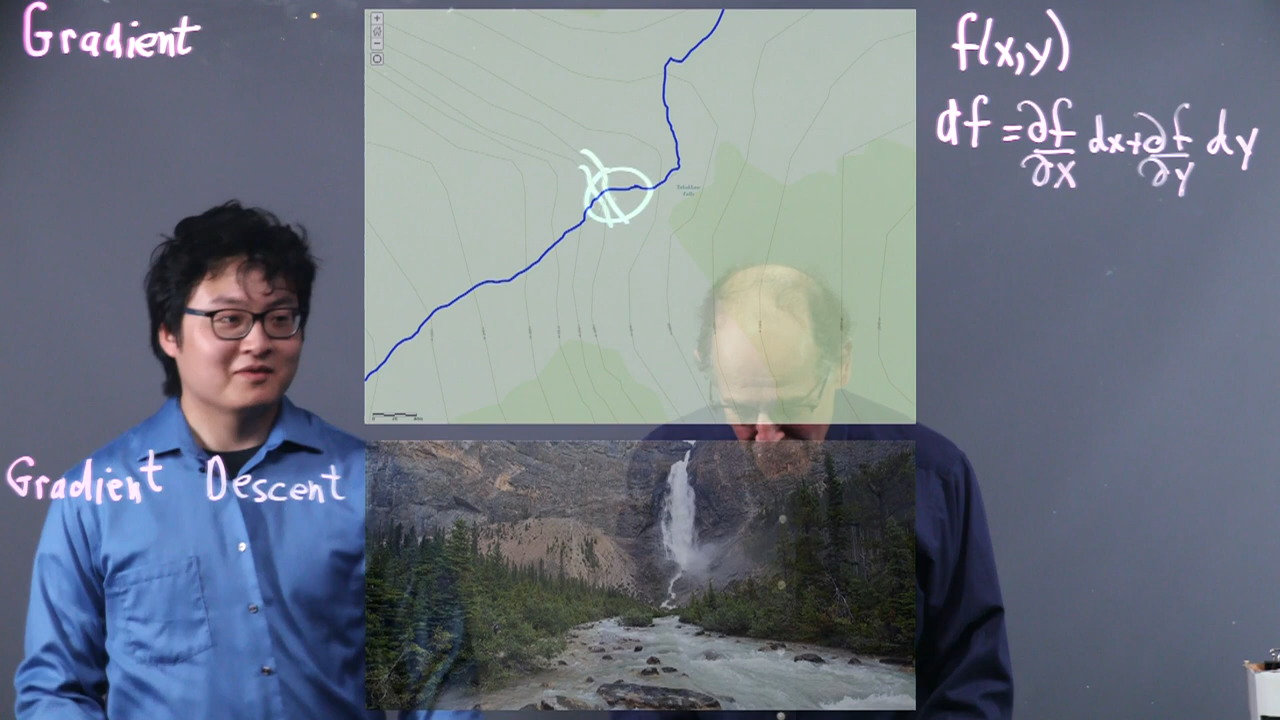 Gradient
f(x,y)
df = ∂f/∂x dx + ∂f/∂y dy
Gradient Descent